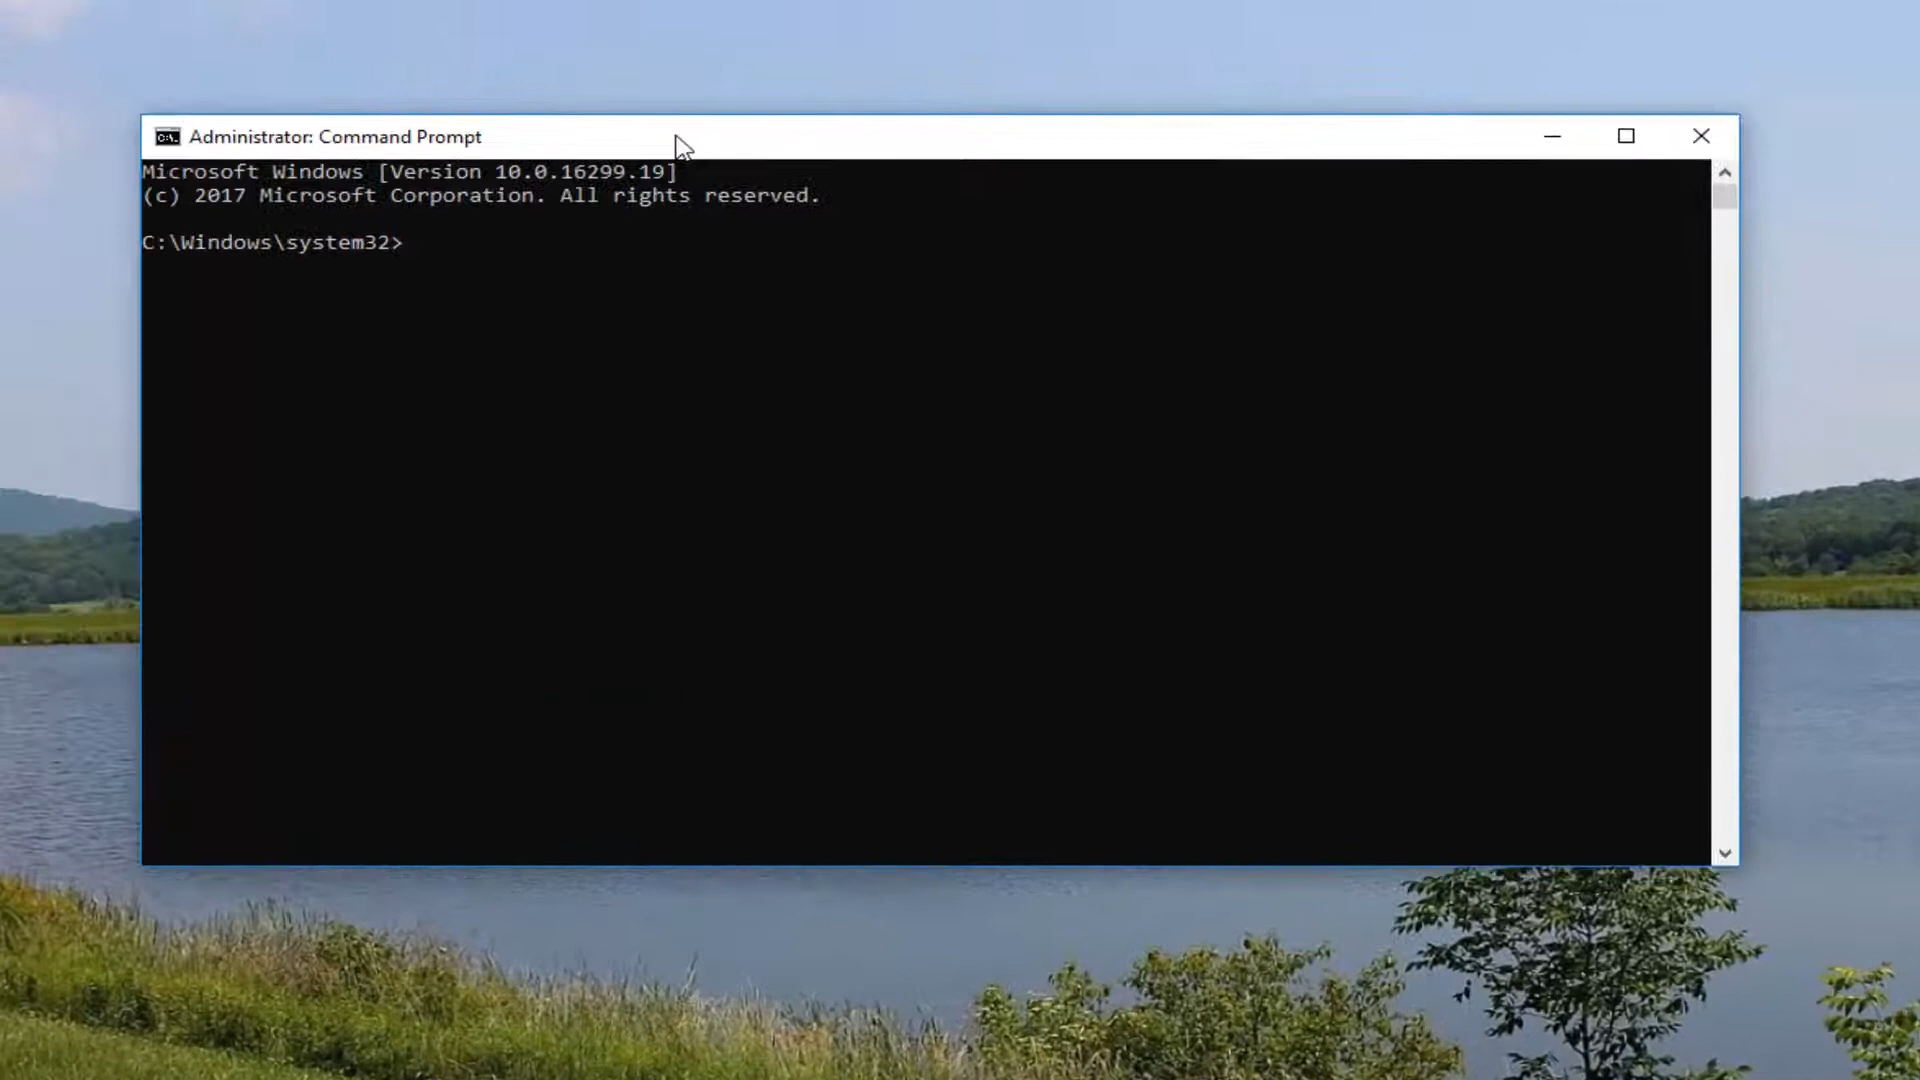 Administrator: Command Prompt
Microsoft Windows [Version 10.0.16299.19]
(c) 2017 Microsoft Corporation. All rights reserved.
C:\Windows\system32>